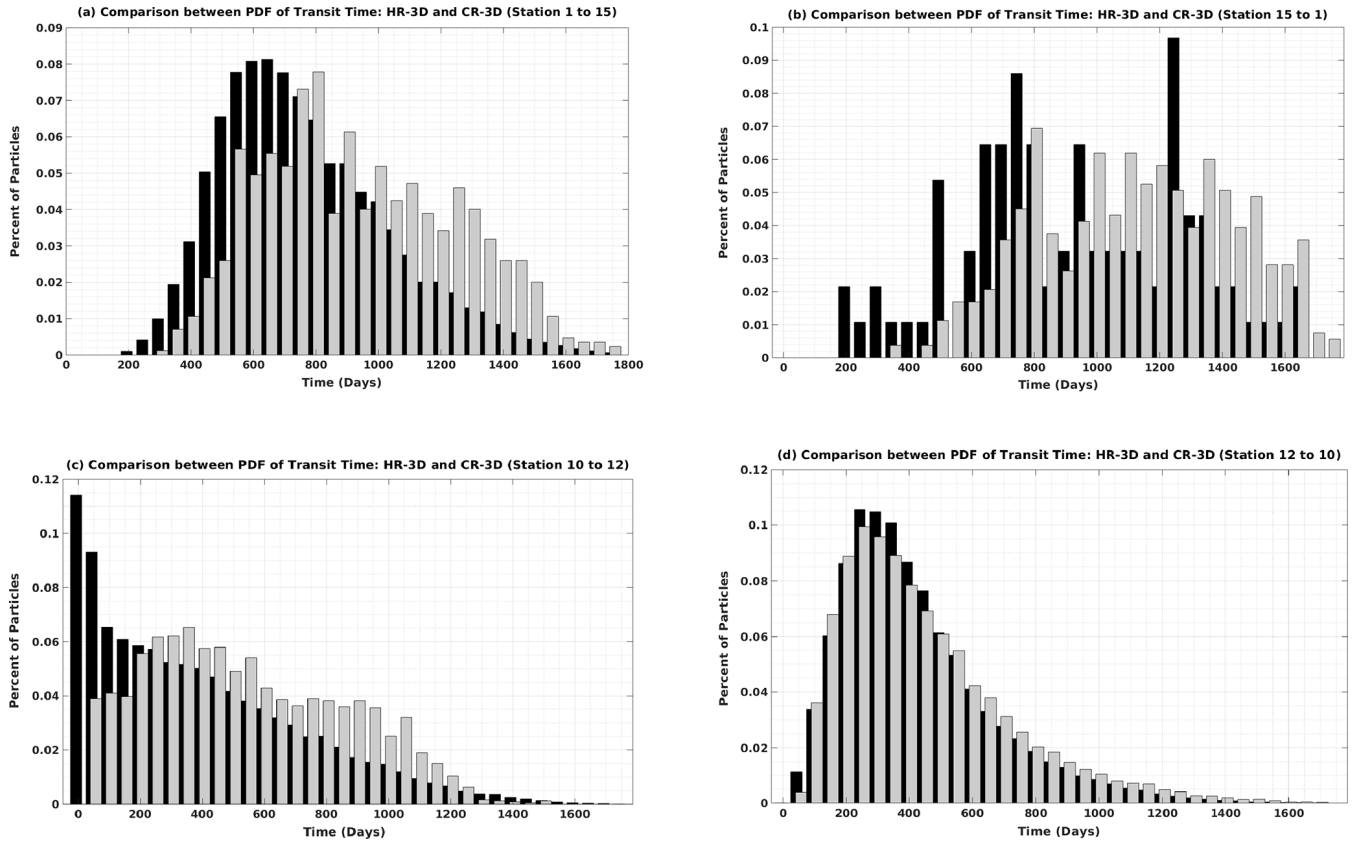 (a) Comparison between PDF of Transit Time: HR-3D and CR-3D (Station 1 to 15)
0.09
0.08
0.07
0.06
0.05
0.04
0.03
0.02
0.01
0
Percent of Particles
0 200 400 600 800 1000 1200 1400 1600 1800
Time (Days)
(b) Comparison between PDF of Transit Time: HR-3D and CR-3D (Station 15 to 1)
0.1
0.09
0.08
0.07
0.06
0.05
0.04
0.03
0.02
0.01
0
Percent of Particles
0 200 400 600 800 1000 1200 1400 1600
Time (Days)
(c) Comparison between PDF of Transit Time: HR-3D and CR-3D (Station 10 to 12)
0.12
0.1
0.08
0.06
0.04
0.02
0
Percent of Particles
0 200 400 600 800 1000 1200 1400 1600
Time (Days)
(d) Comparison between PDF of Transit Time: HR-3D and CR-3D (Station 12 to 10)
0.12
0.1
0.08
0.06
0.04
0.02
0
Percent of Particles
0 200 400 600 800 1000 1200 1400 1600
Time (Days)